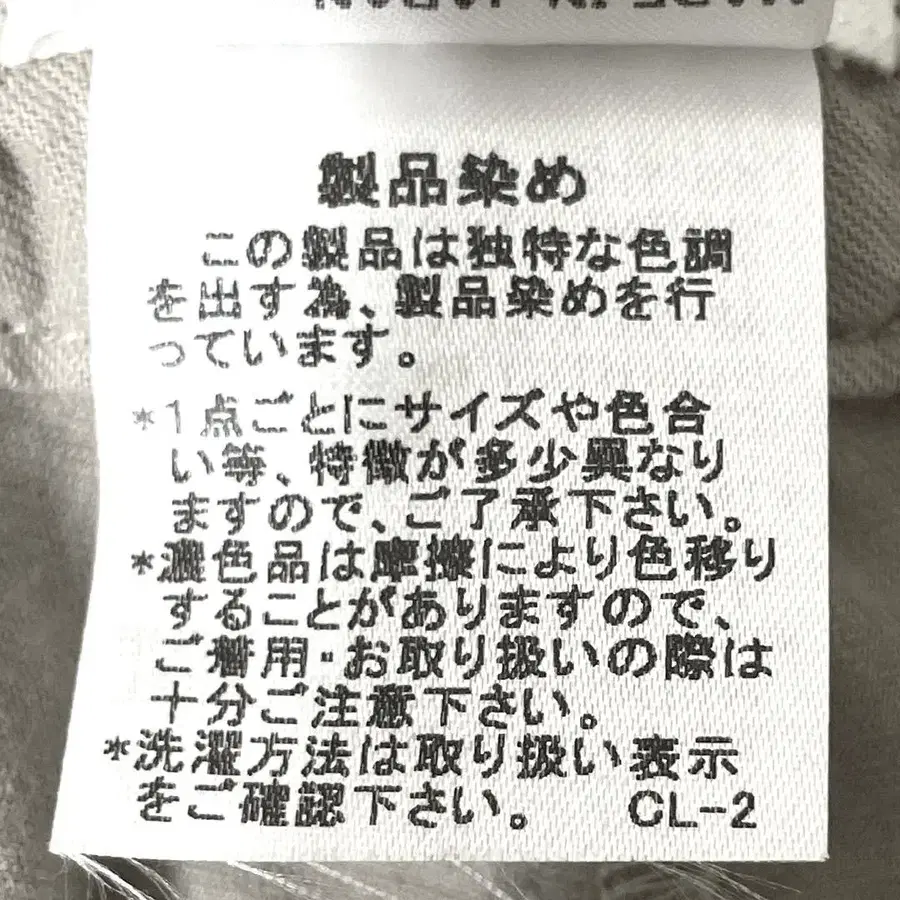 製品染め
この製品は独特な色調
を出す為、製品染めを行
っています。
*1点ごとにサイズや色合
い等、特徴が多少異なり
ますので、ご了承下さい。
*濃色品は摩擦により色移り
することがありますので、
ご着用・お取り扱いの際は
十分ご注意下さい。
*洗濯方法は取り扱い表示
をご確認下さい。 CL-2